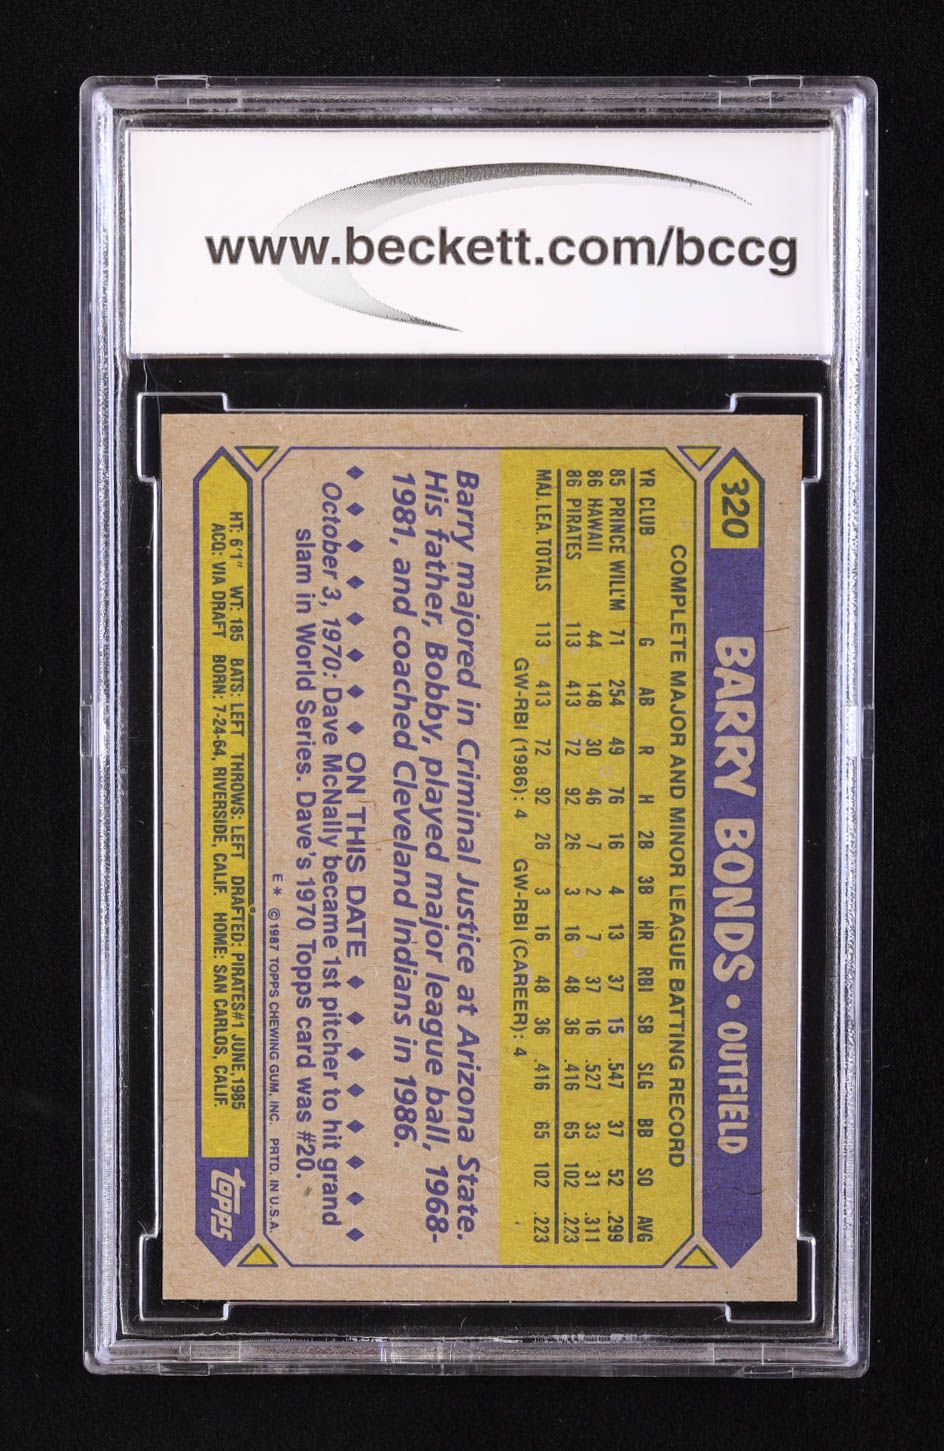 www.beckett.com/bccg
320 BARRY BONDS • OUTFIELD
COMPLETE MAJOR AND MINOR LEAGUE BATTING RECORD
YR CLUB G AB R H 2B 3B HR RBI SB SLG BB SO AVG
85 PRINCE WILL'M 71 254 49 76 16 4 13 37 15 .547 37 52 .299
86 HAWAII 44 148 30 46 7 2 7 37 16 .527 33 31 .311
86 PIRATES 113 413 72 92 26 3 16 48 36 .416 65 102 .223
MAJ. LEA. TOTALS 113 413 72 92 26 3 16 48 36 .416 65 102 .223
GW-RBI (1986): 4 GW-RBI (CAREER): 4
Barry majored in Criminal Justice at Arizona State.
His father, Bobby, played major league ball, 1968-
1981, and coached Cleveland Indians in 1986.
ON THIS DATE
October 3, 1970: Dave McNally became 1st pitcher to hit grand
slam in World Series. Dave's 1970 Topps card was #20.
E* ©1987 TOPPS CHEWING GUM, INC. PRTD. IN U.S.A.
HT: 6'1" WT: 185 BATS: LEFT THROWS: LEFT DRAFTED: PIRATES#1 JUNE, 1985
ACQ: VIA DRAFT BORN: 7-24-64, RIVERSIDE, CALIF. HOME: SAN CARLOS, CALIF.
topps